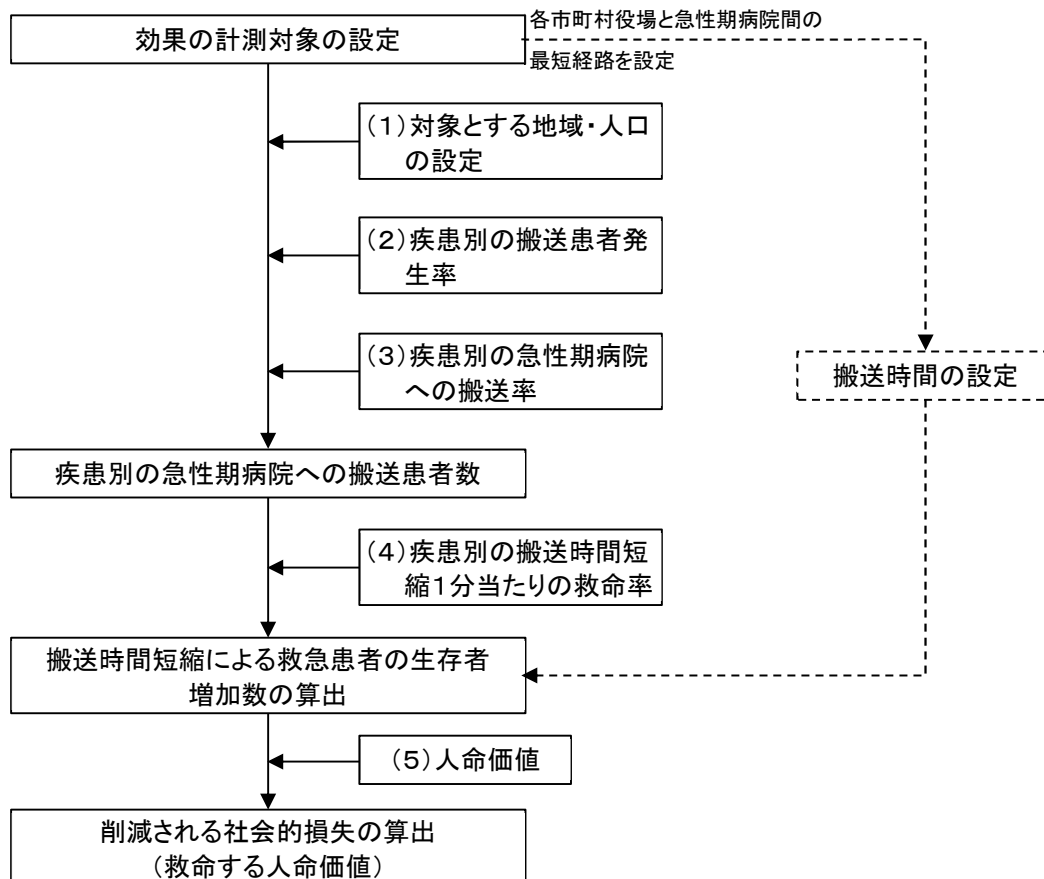 効果の計測対象の設定
各市町村役場と急性期病院間の
最短経路を設定
(1)対象とする地域・人口
の設定
(2)疾患別の搬送患者発
生率
(3)疾患別の急性期病院
への搬送率
搬送時間の設定
疾患別の急性期病院への搬送患者数
(4)疾患別の搬送時間短
縮1分当たりの救命率
搬送時間短縮による救急患者の生存者
増加数の算出
(5)人命価値
削減される社会的損失の算出
(救命する人命価値)